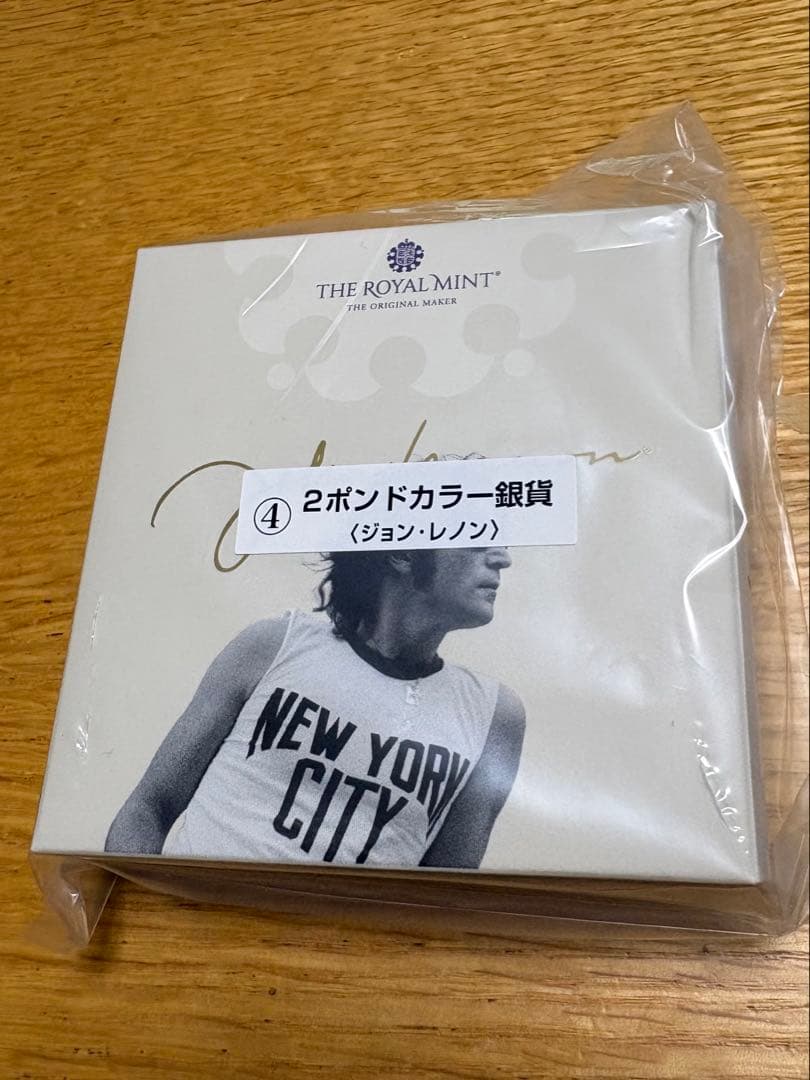 THE ROYAL MINT®
THE ORIGINAL MAKER
④ 2ポンドカラー銀貨
〈ジョン・レノン〉
NEW YORK
CITY